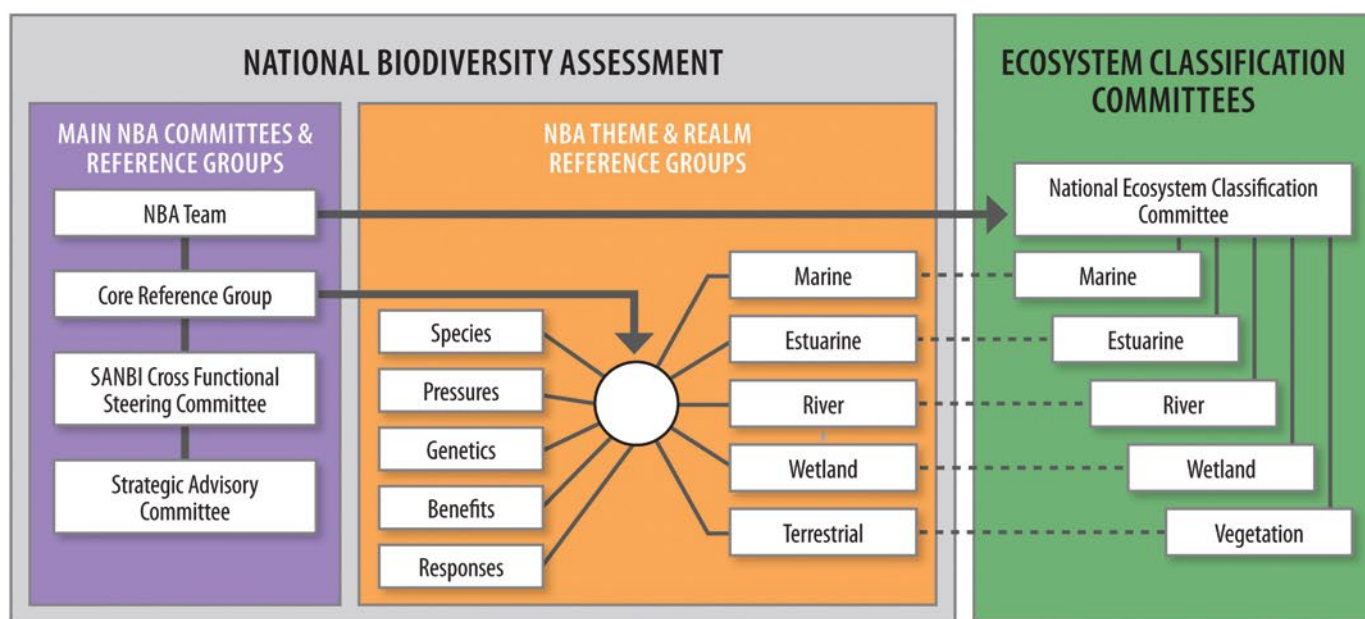 NATIONAL BIODIVERSITY ASSESSMENT
MAIN NBA COMMITTEES &
REFERENCE GROUPS
NBA Team
Core Reference Group
SANBI Cross Functional
Steering Committee
Strategic Advisory
Committee
NBA THEME & REALM
REFERENCE GROUPS
Species
Pressures
Genetics
Benefits
Responses
Marine
Estuarine
River
Wetland
Terrestrial
ECOSYSTEM CLASSIFICATION
COMMITTEES
National Ecosystem Classification
Committee
Marine
Estuarine
River
Wetland
Vegetation